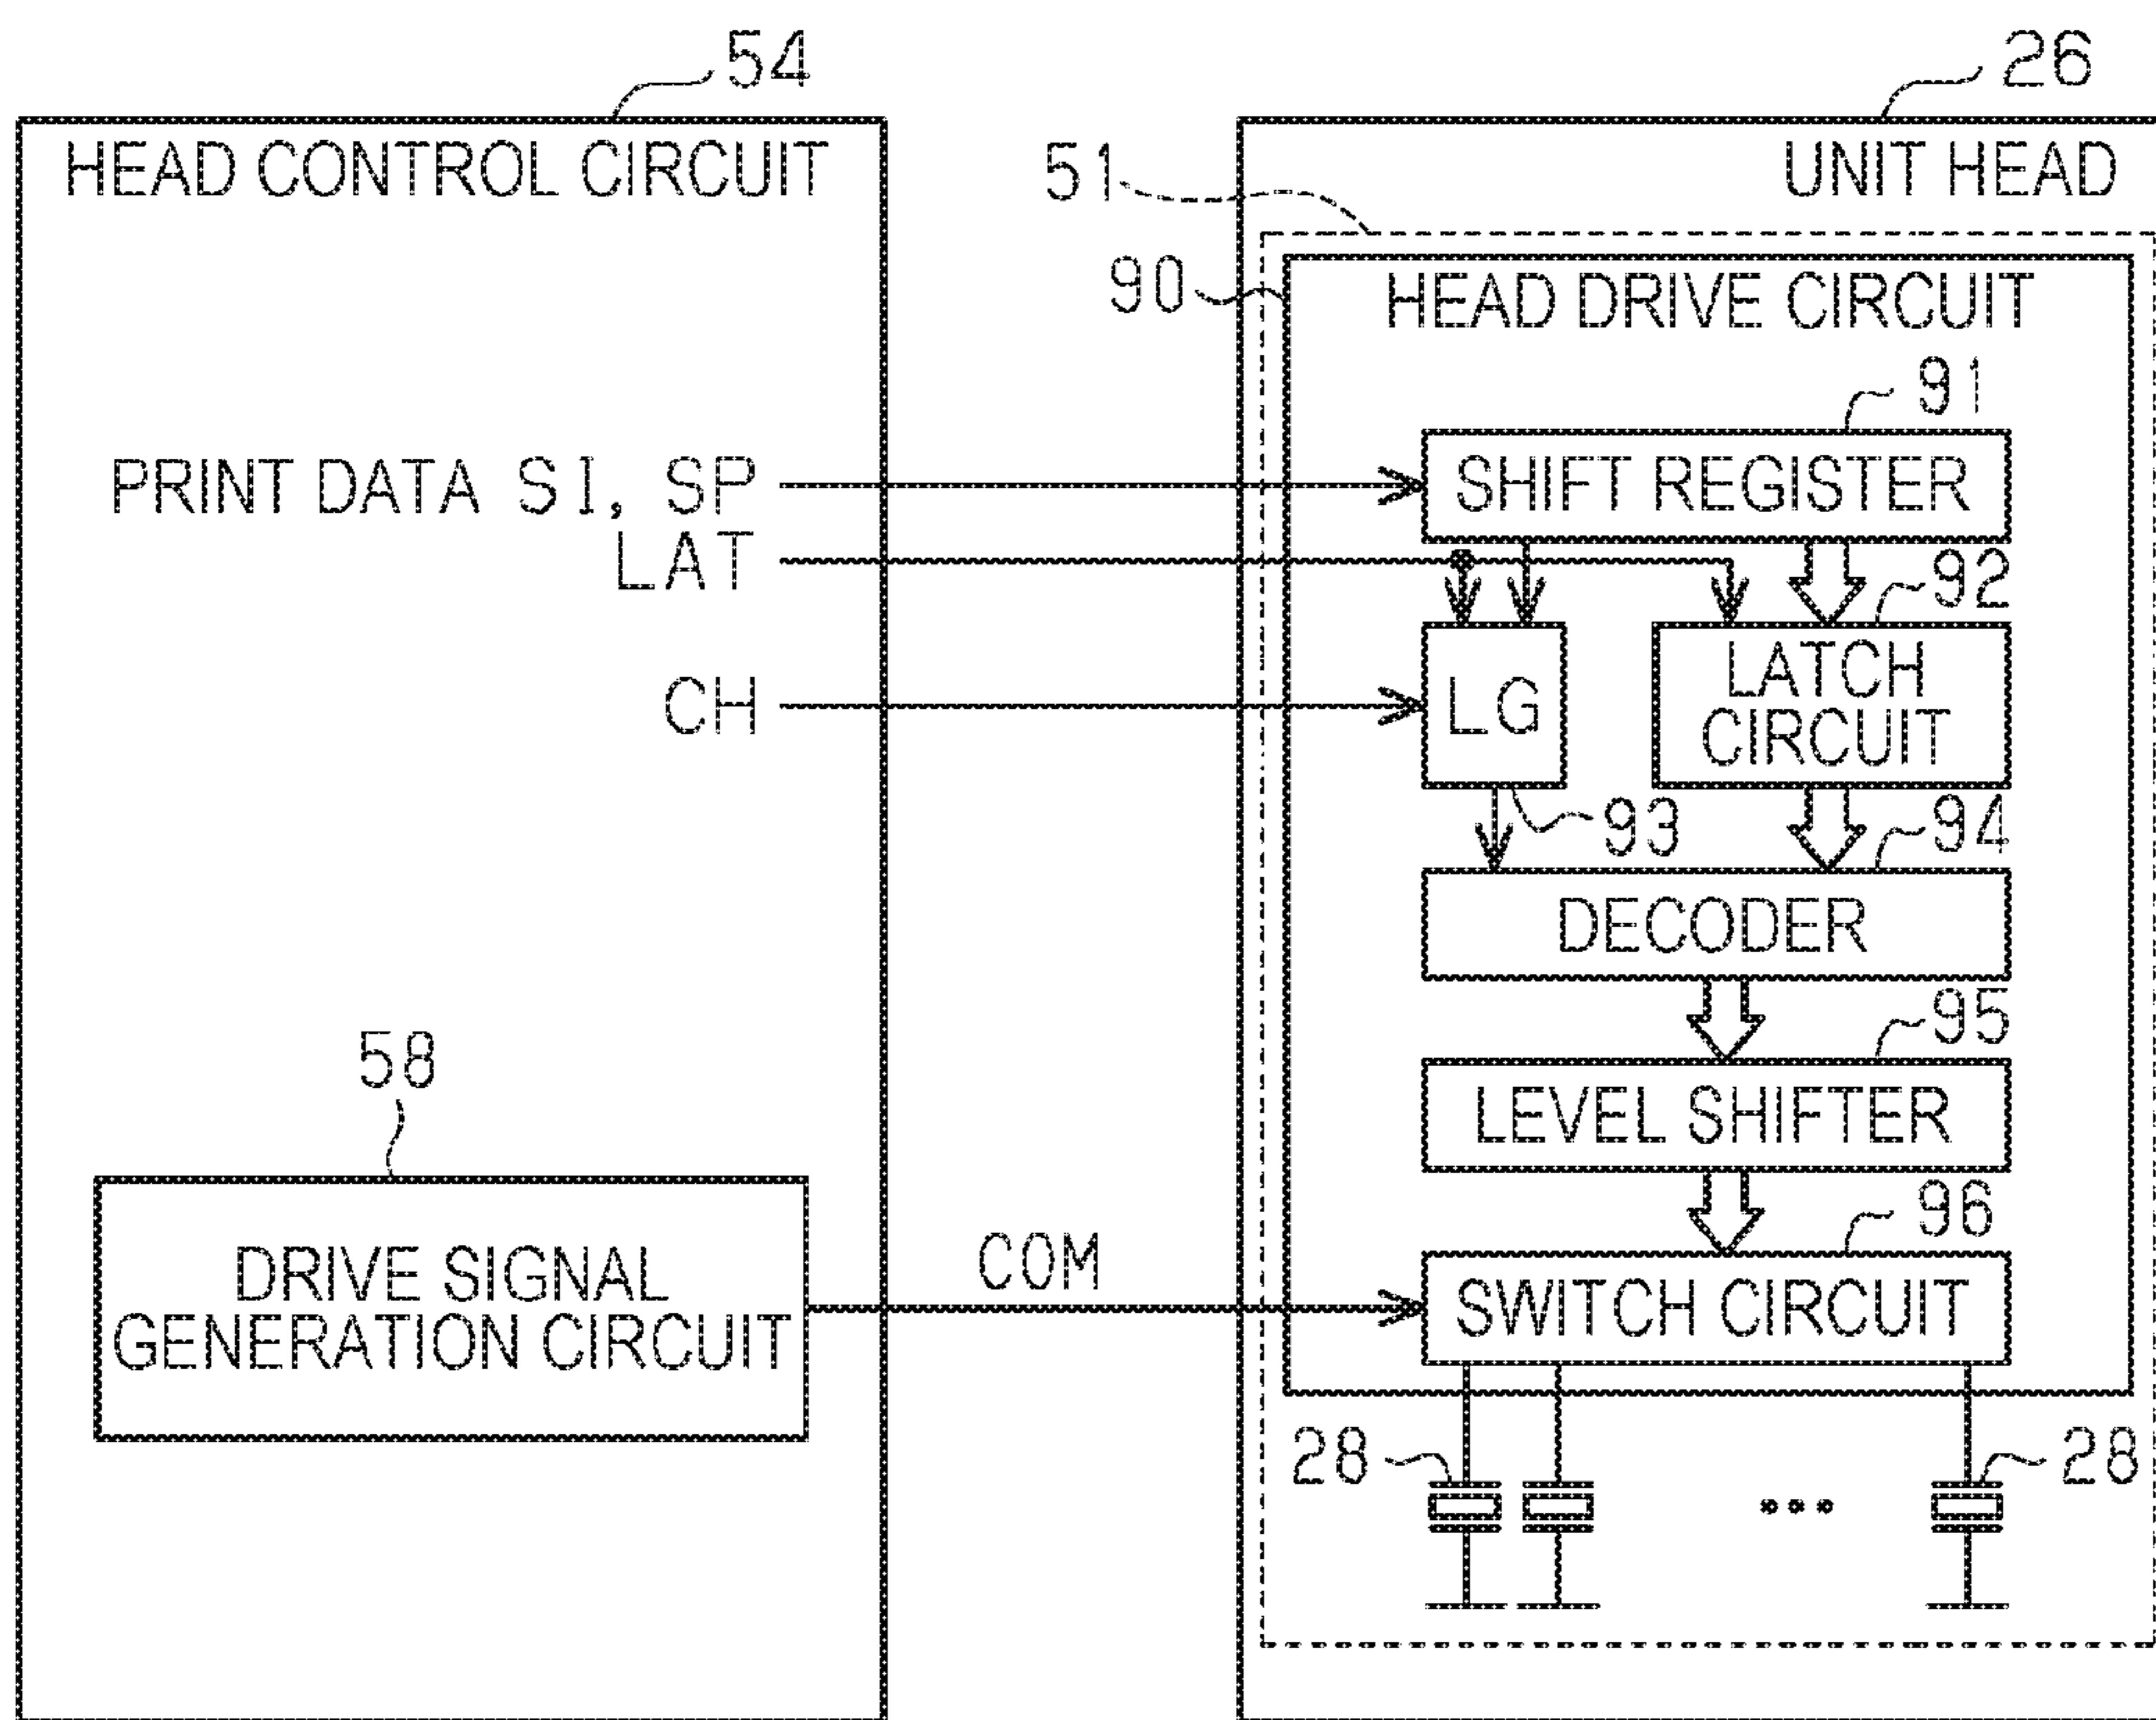 54
26
HEAD CONTROL CIRCUIT
UNIT HEAD
51
90
HEAD DRIVE CIRCUIT
91
PRINT DATA SI, SP
SHIFT REGISTER
LAT
92
CH
LG
LATCH
CIRCUIT
93
94
DECODER
95
58
LEVEL SHIFTER
96
DRIVE SIGNAL
GENERATION CIRCUIT
COM
SWITCH CIRCUIT
28
28